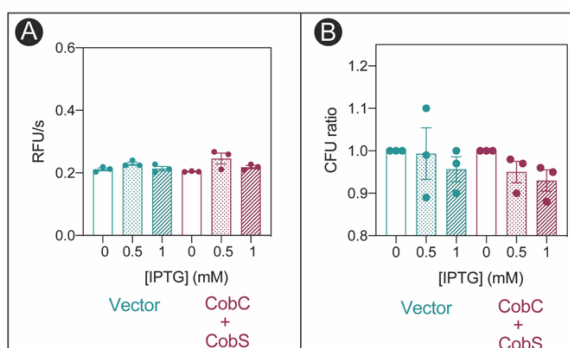 A
RFU/s
0.6
0.4
0.2
0.0
0 0.5 1 0 0.5 1
[IPTG] (mM)
Vector
CobC
+
CobS
B
CFU ratio
1.2
1.1
1.0
0.9
0.8
0 0.5 1 0 0.5 1
[IPTG] (mM)
Vector
CobC
+
CobS